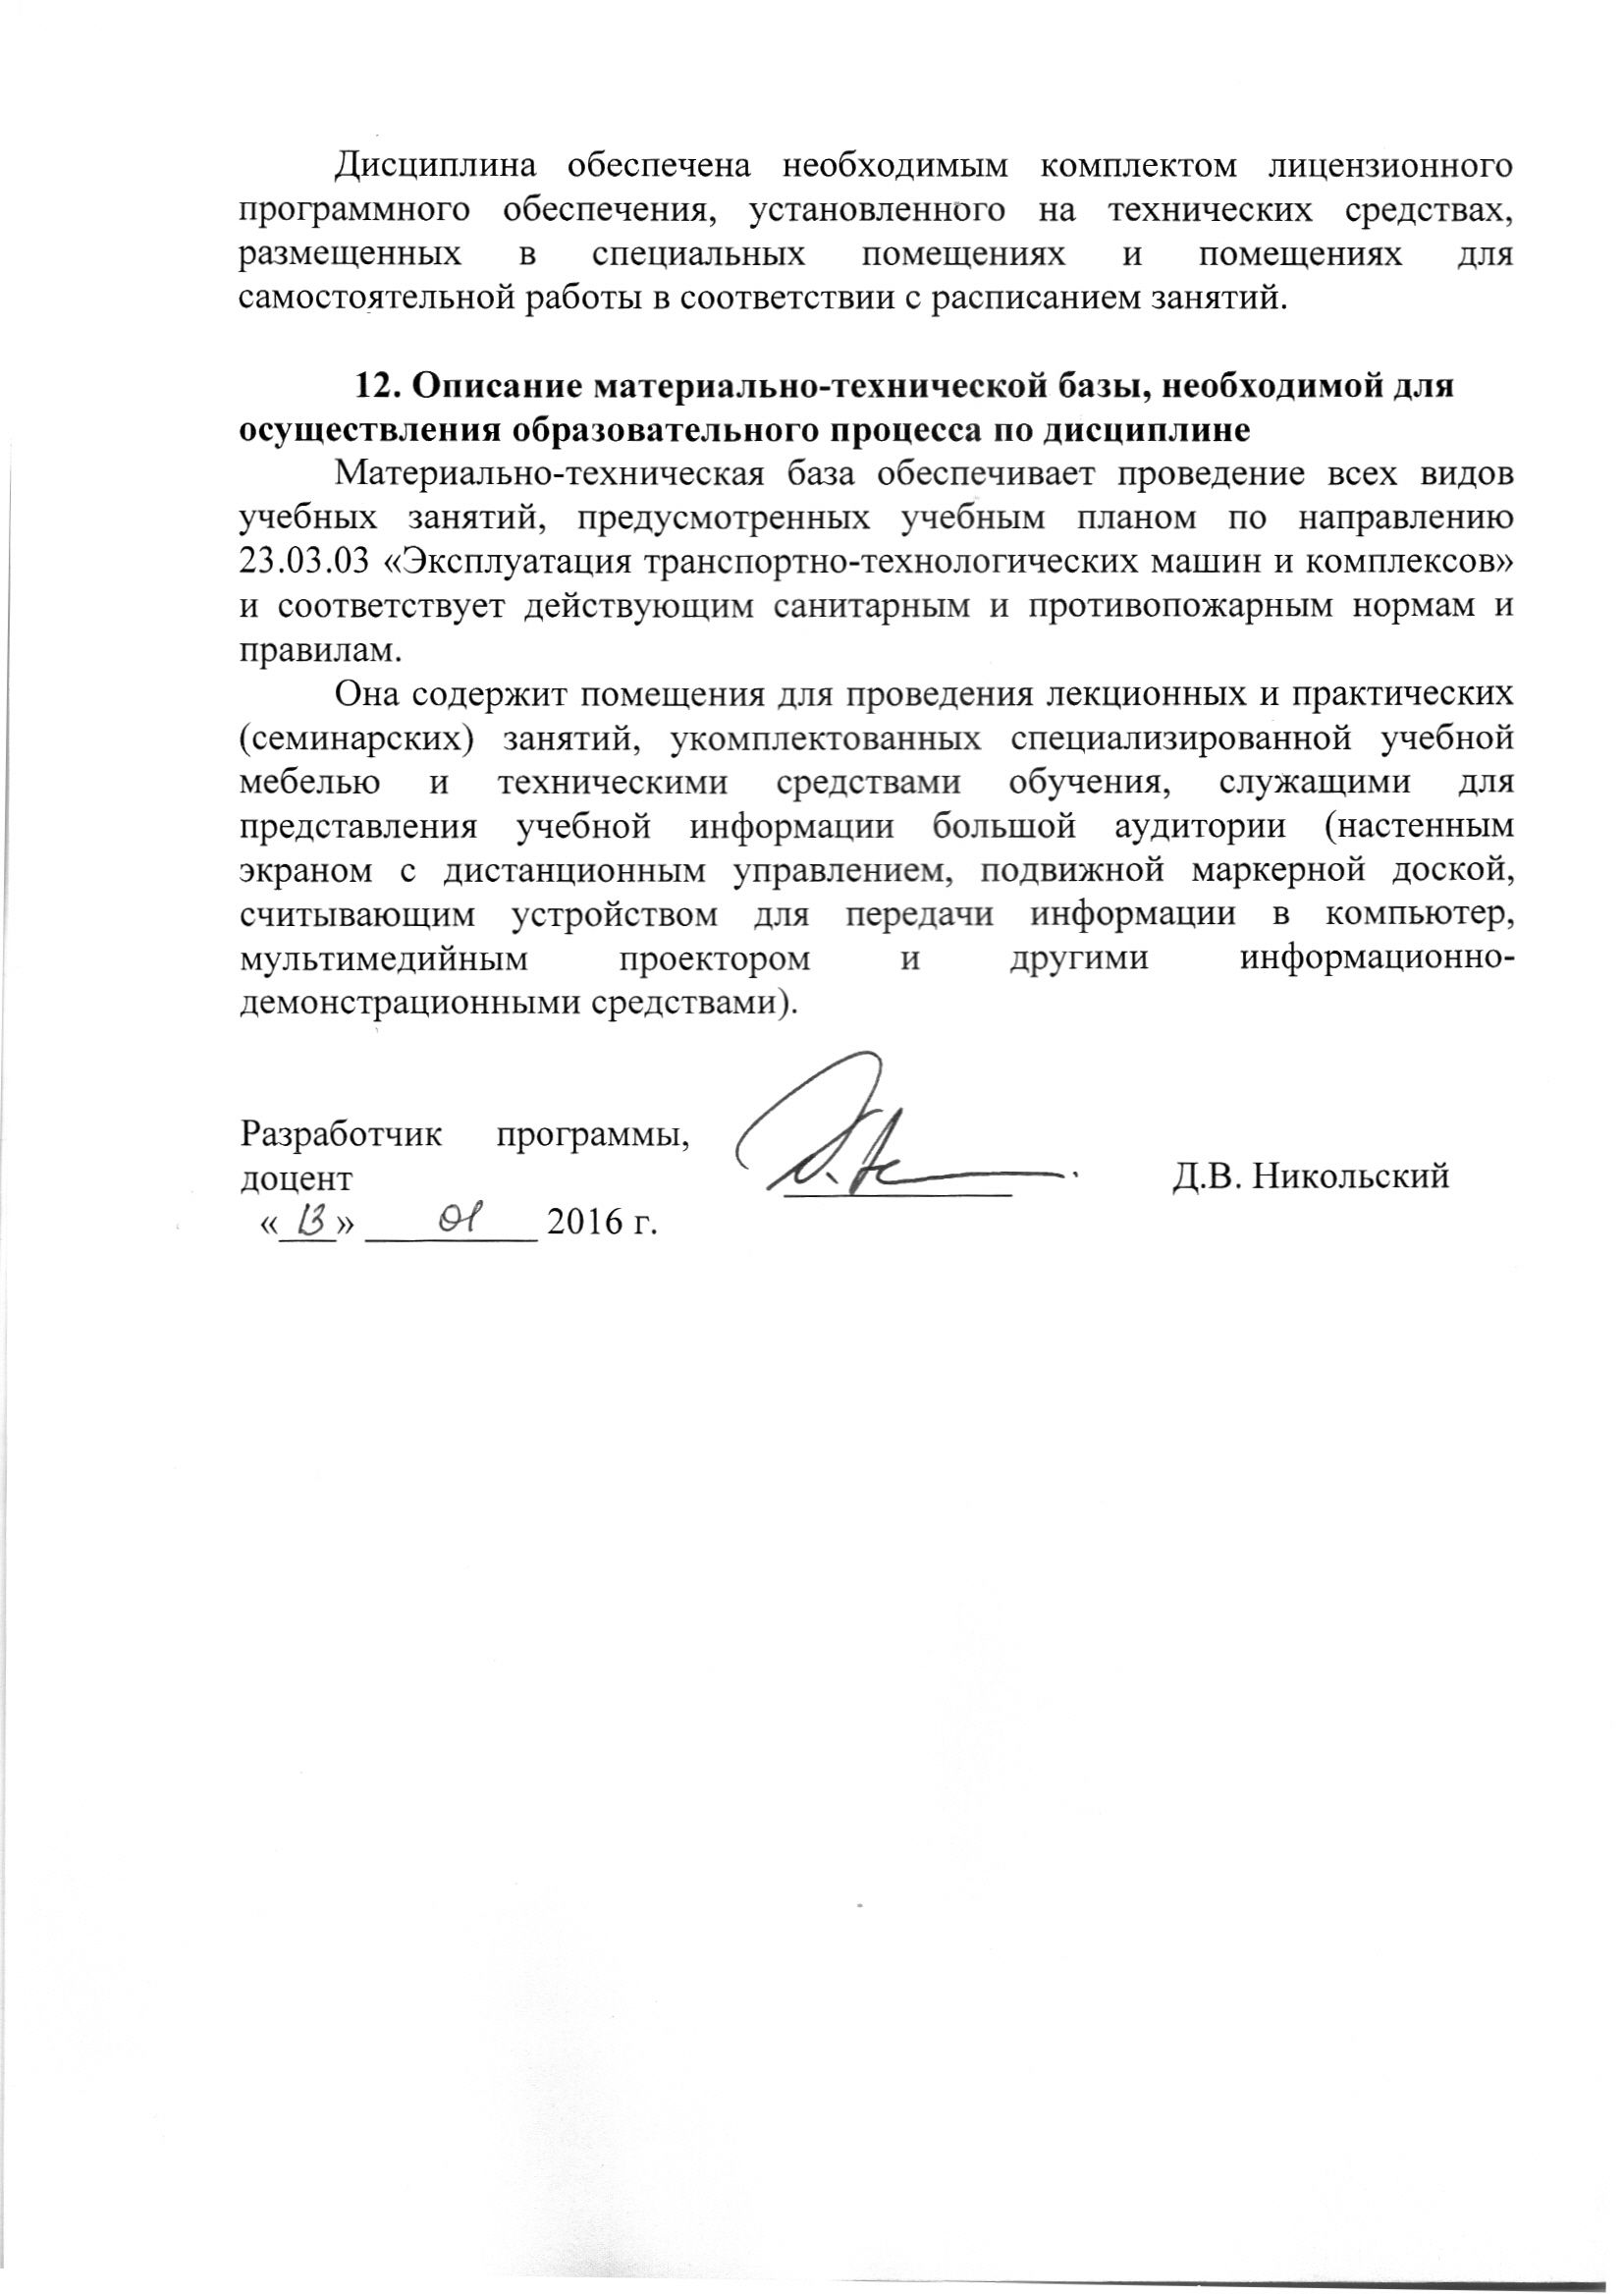 Дисциплина обеспечена необходимым комплектом лицензионного
программного обеспечения, установленного на технических средствах,
размещенных в специальных помещениях и помещениях для
самостоятельной работы в соответствии с расписанием занятий.
12. Описание материально-технической базы, необходимой для
осуществления образовательного процесса по дисциплине
Материально-техническая база обеспечивает проведение всех видов
учебных занятий, предусмотренных учебным планом по направлению
23.03.03 «Эксплуатация транспортно-технологических машин и комплексов»
и соответствует действующим санитарным и противопожарным нормам и
правилам.
Она содержит помещения для проведения лекционных и практических
(семинарских) занятий, укомплектованных специализированной учебной
мебелью и техническими средствами обучения, служащими для
представления учебной информации большой аудитории (настенным
экраном с дистанционным управлением, подвижной маркерной доской,
считывающим устройством для передачи информации в компьютер,
мультимедийным проектором и другими информационно-
демонстрационными средствами).
Разработчик программы,
доцент Д.В. Никольский
«13» 01 2016 г.